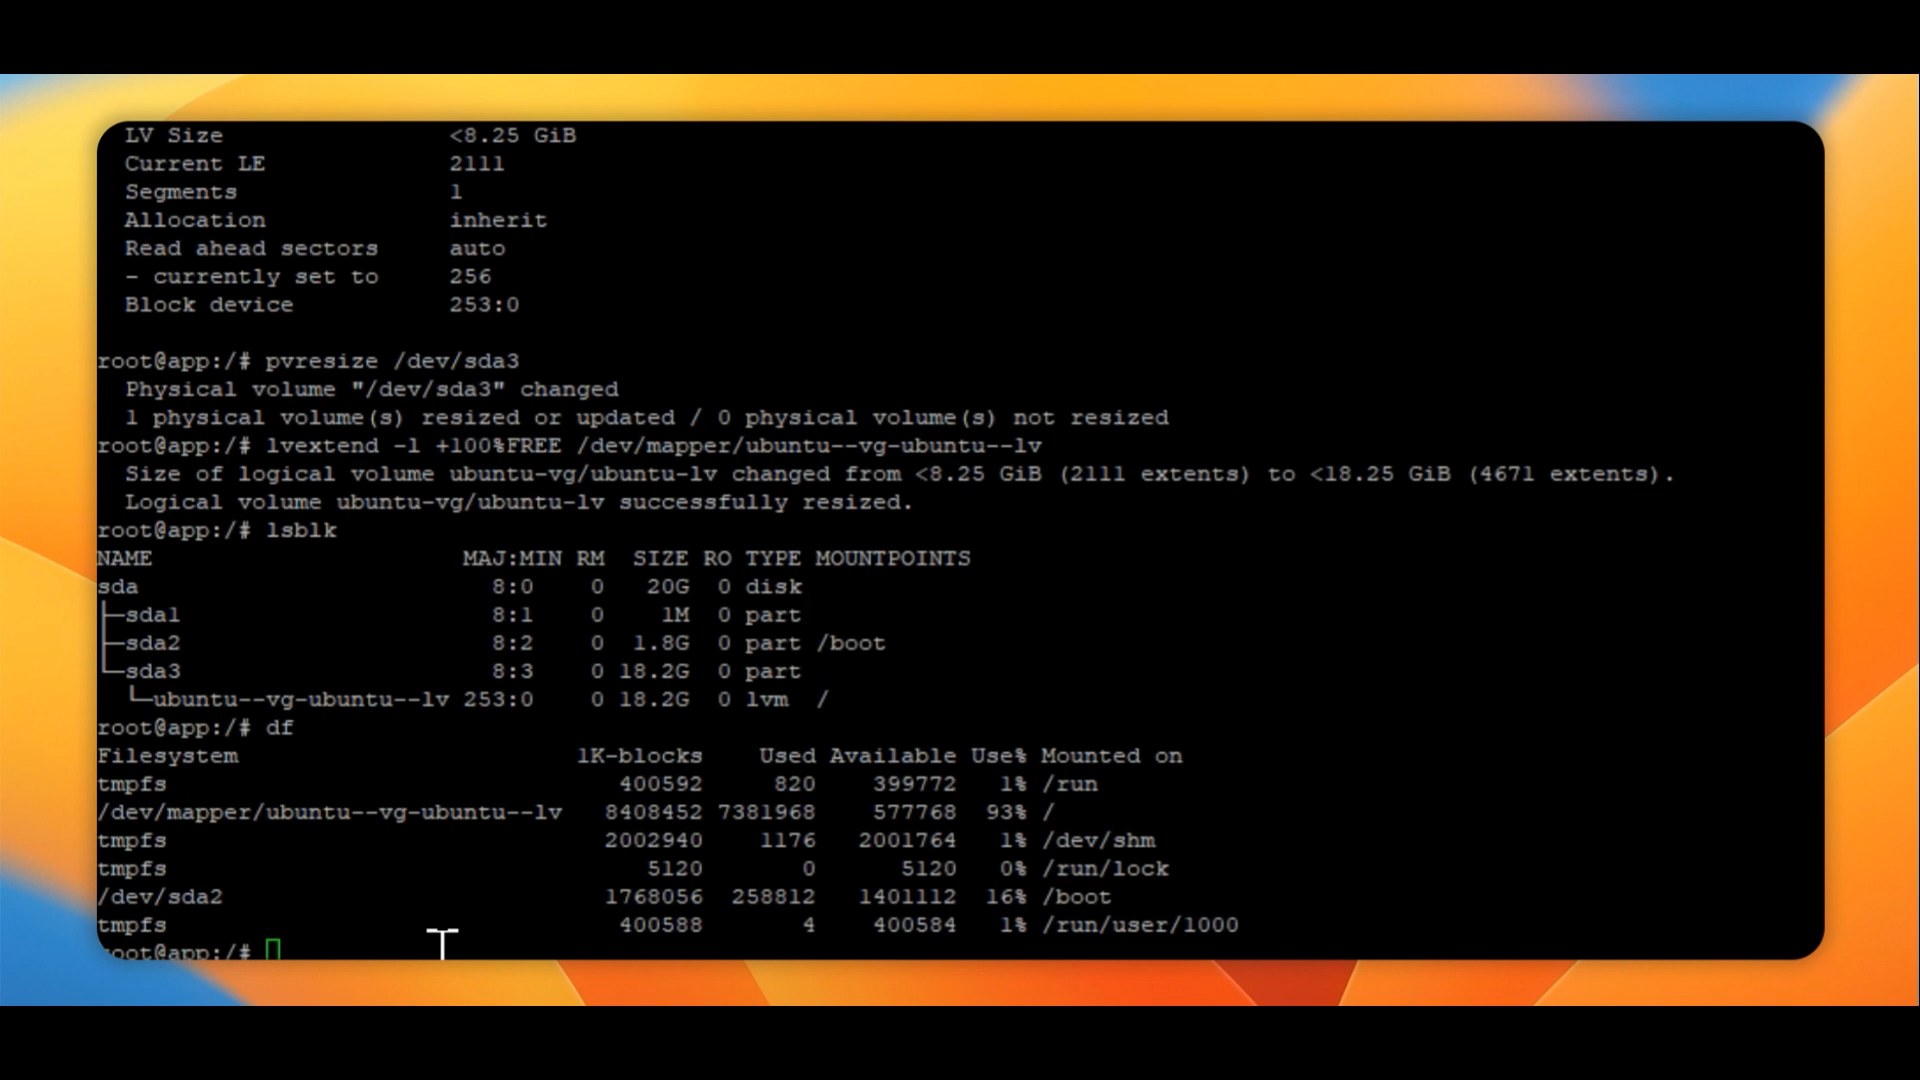 LV Size <8.25 GiB
Current LE 2111
Segments 1
Allocation inherit
Read ahead sectors auto
- currently set to 256
Block device 253:0
root@app:/# pvresize /dev/sda3
Physical volume "/dev/sda3" changed
1 physical volume(s) resized or updated / 0 physical volume(s) not resized
root@app:/# lvextend -l +100%FREE /dev/mapper/ubuntu--vg-ubuntu--lv
Size of logical volume ubuntu-vg/ubuntu-lv changed from <8.25 GiB (2111 extents) to <18.25 GiB (4671 extents).
Logical volume ubuntu-vg/ubuntu-lv successfully resized.
root@app:/# lsblk
NAME MAJ:MIN RM SIZE RO TYPE MOUNTPOINTS
sda 8:0 0 20G 0 disk
├─sda1 8:1 0 1M 0 part
├─sda2 8:2 0 1.8G 0 part /boot
└─sda3 8:3 0 18.2G 0 part
└─ubuntu--vg-ubuntu--lv 253:0 0 18.2G 0 lvm /
root@app:/# df
Filesystem 1K-blocks Used Available Use% Mounted on
tmpfs 400592 820 399772 1% /run
/dev/mapper/ubuntu--vg-ubuntu--lv 8408452 7381968 577768 93% /
tmpfs 2002940 1176 2001764 1% /dev/shm
tmpfs 5120 0 5120 0% /run/lock
/dev/sda2 1768056 258812 1401112 16% /boot
tmpfs 400588 4 400584 1% /run/user/1000
root@app:/#